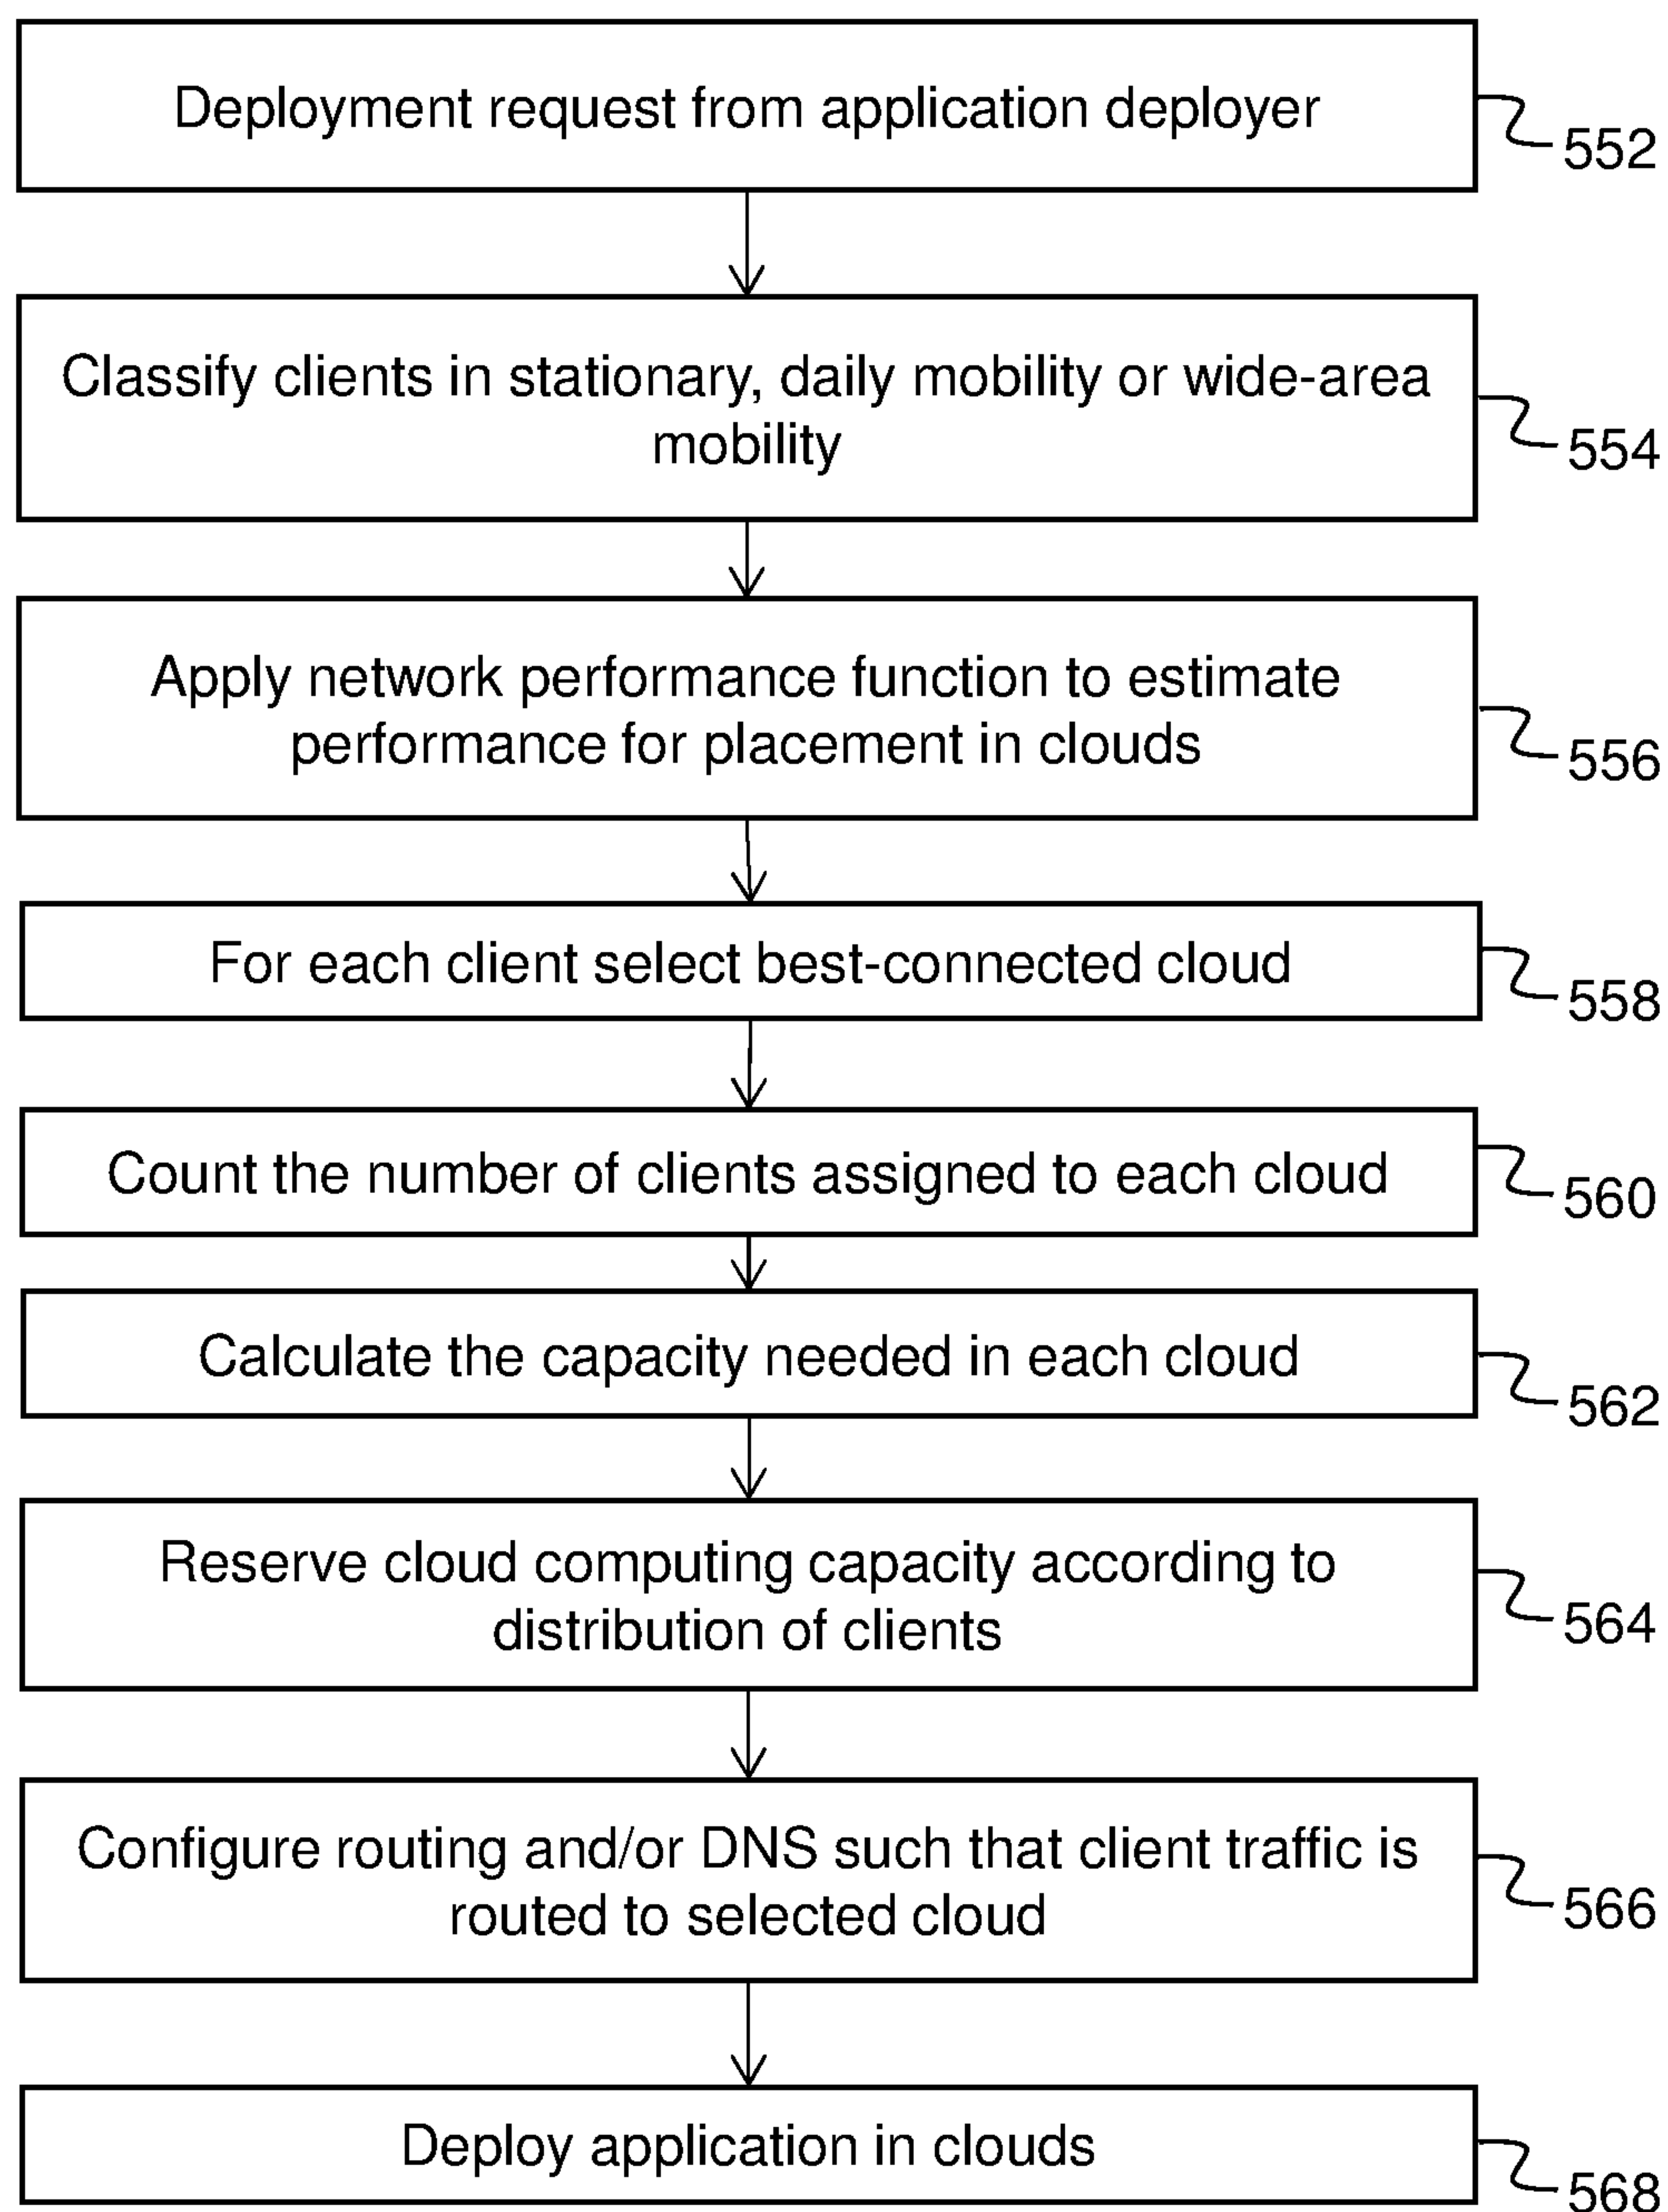 Deployment request from application deployer
552
Classify clients in stationary, daily mobility or wide-area
mobility
554
Apply network performance function to estimate
performance for placement in clouds
556
For each client select best-connected cloud
558
Count the number of clients assigned to each cloud
560
Calculate the capacity needed in each cloud
562
Reserve cloud computing capacity according to
distribution of clients
564
Configure routing and/or DNS such that client traffic is
routed to selected cloud
566
Deploy application in clouds
568